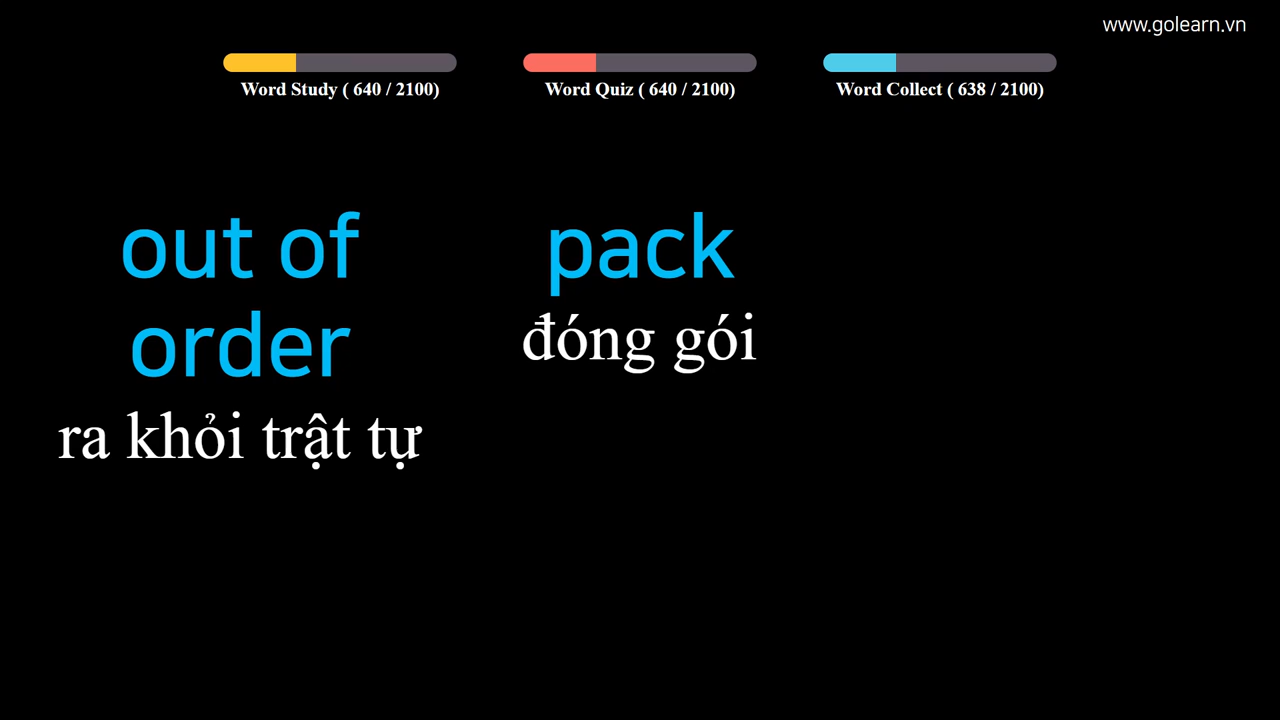 www.golearn.vn
Word Study ( 640 / 2100)
Word Quiz ( 640 / 2100)
Word Collect ( 638 / 2100)
out of
order
ra khỏi trật tự
pack
đóng gói